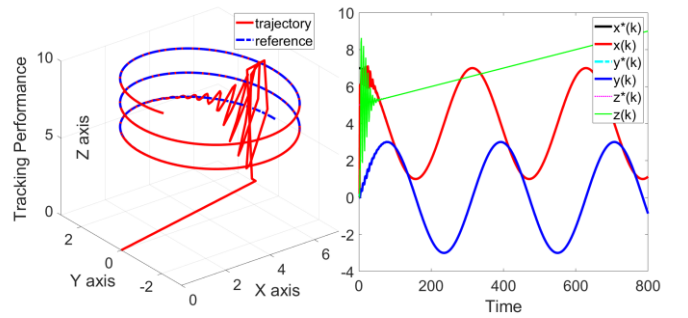 trajectory
reference
10
5
0
Tracking Performance
Z axis
2
0
-2
Y axis
0
2
4
6
X axis
10
8
6
4
2
0
-2
-4
0
200
400
600
800
Time
x*(k)
x(k)
y*(k)
y(k)
z*(k)
z(k)